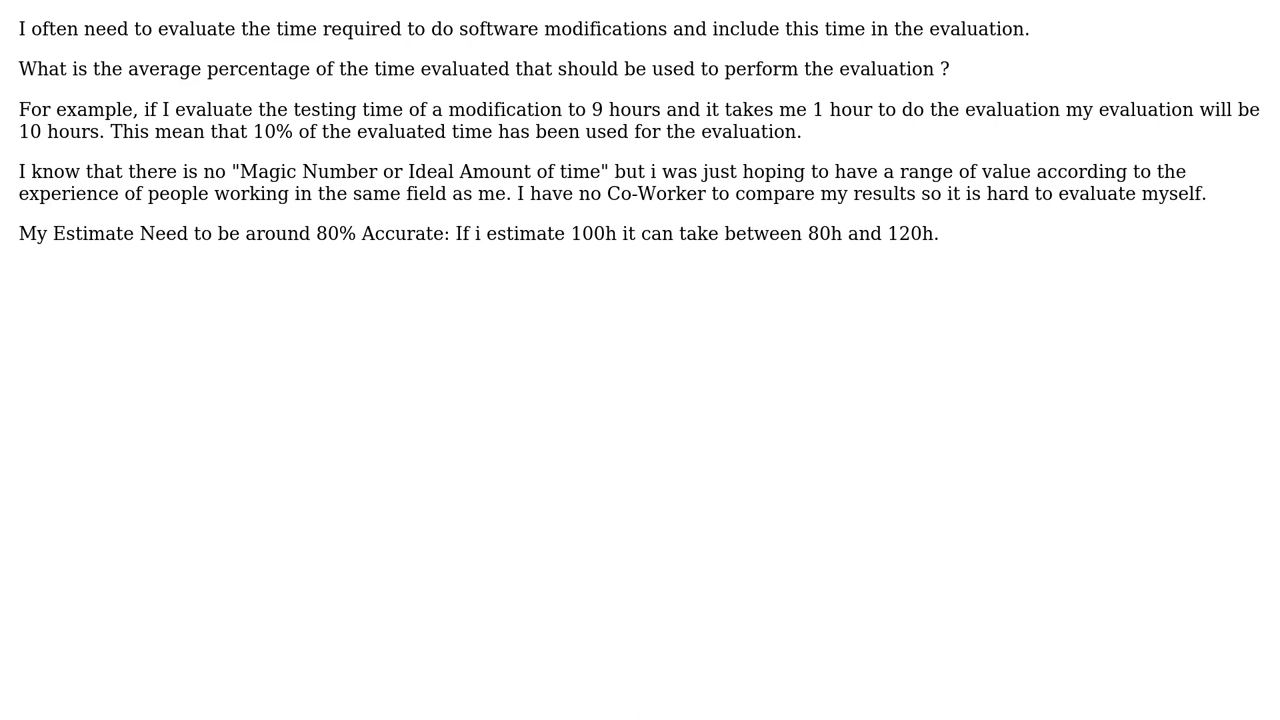 I often need to evaluate the time required to do software modifications and include this time in the evaluation.
What is the average percentage of the time evaluated that should be used to perform the evaluation ?
For example, if I evaluate the testing time of a modification to 9 hours and it takes me 1 hour to do the evaluation my evaluation will be
10 hours. This mean that 10% of the evaluated time has been used for the evaluation.
I know that there is no "Magic Number or Ideal Amount of time" but i was just hoping to have a range of value according to the
experience of people working in the same field as me. I have no Co-Worker to compare my results so it is hard to evaluate myself.
My Estimate Need to be around 80% Accurate: If i estimate 100h it can take between 80h and 120h.